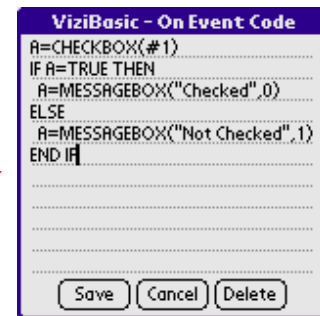 ViziBasic - On Event Code
A=CHECKBOX(#1)
IF A=TRUE THEN
A=MESSAGEBOX("Checked",0)
ELSE
A=MESSAGEBOX("Not Checked",1)
END IF
Save Cancel Delete